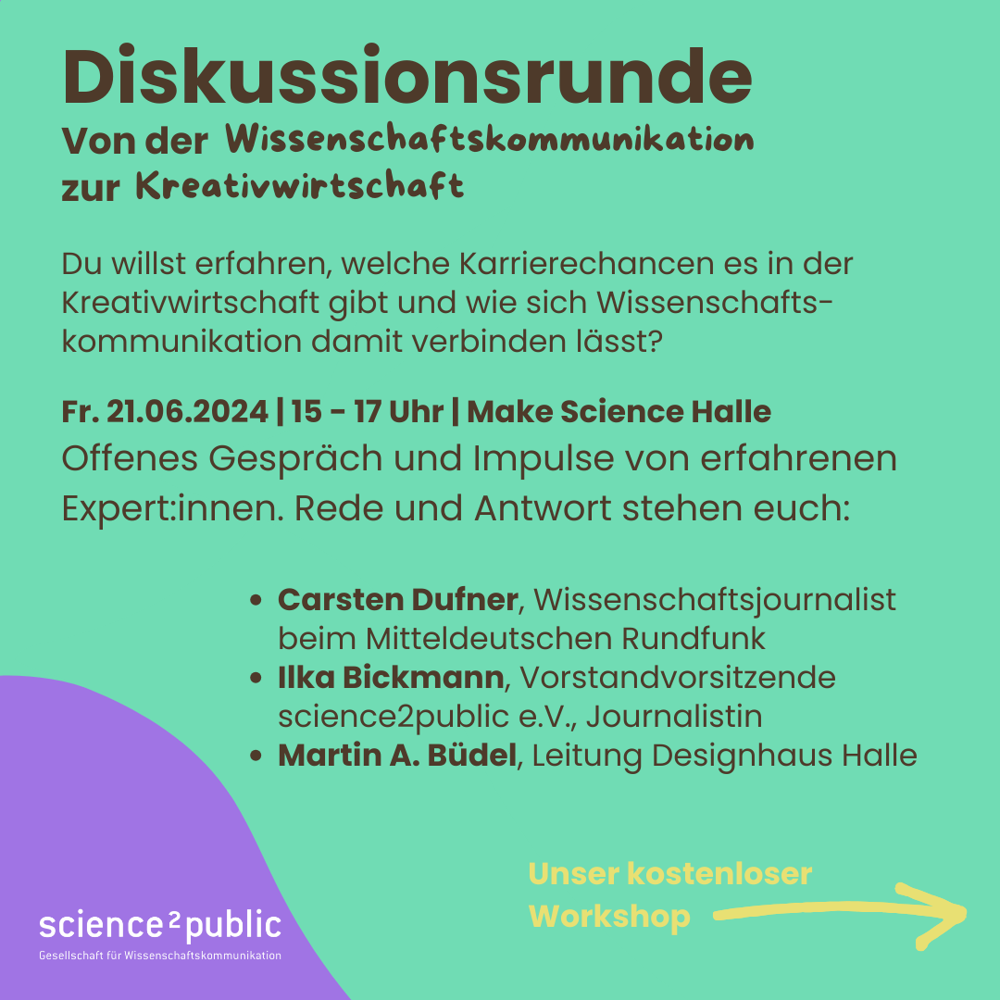 Diskussionsrunde
Von der Wissenschaftskommunikation
zur Kreativwirtschaft
Du willst erfahren, welche Karrierechancen es in der
Kreativwirtschaft gibt und wie sich Wissenschafts-
kommunikation damit verbinden lässt?
Fr. 21.06.2024 | 15 - 17 Uhr | Make Science Halle
Offenes Gespräch und Impulse von erfahrenen
Expert:innen. Rede und Antwort stehen euch:
• Carsten Dufner, Wissenschaftsjournalist
beim Mitteldeutschen Rundfunk
• Ilka Bickmann, Vorstandvorsitzende
science2public e.V., Journalistin
• Martin A. Büdel, Leitung Designhaus Halle
Unser kostenloser
Workshop
science²public
Gesellschaft für Wissenschaftskommunikation